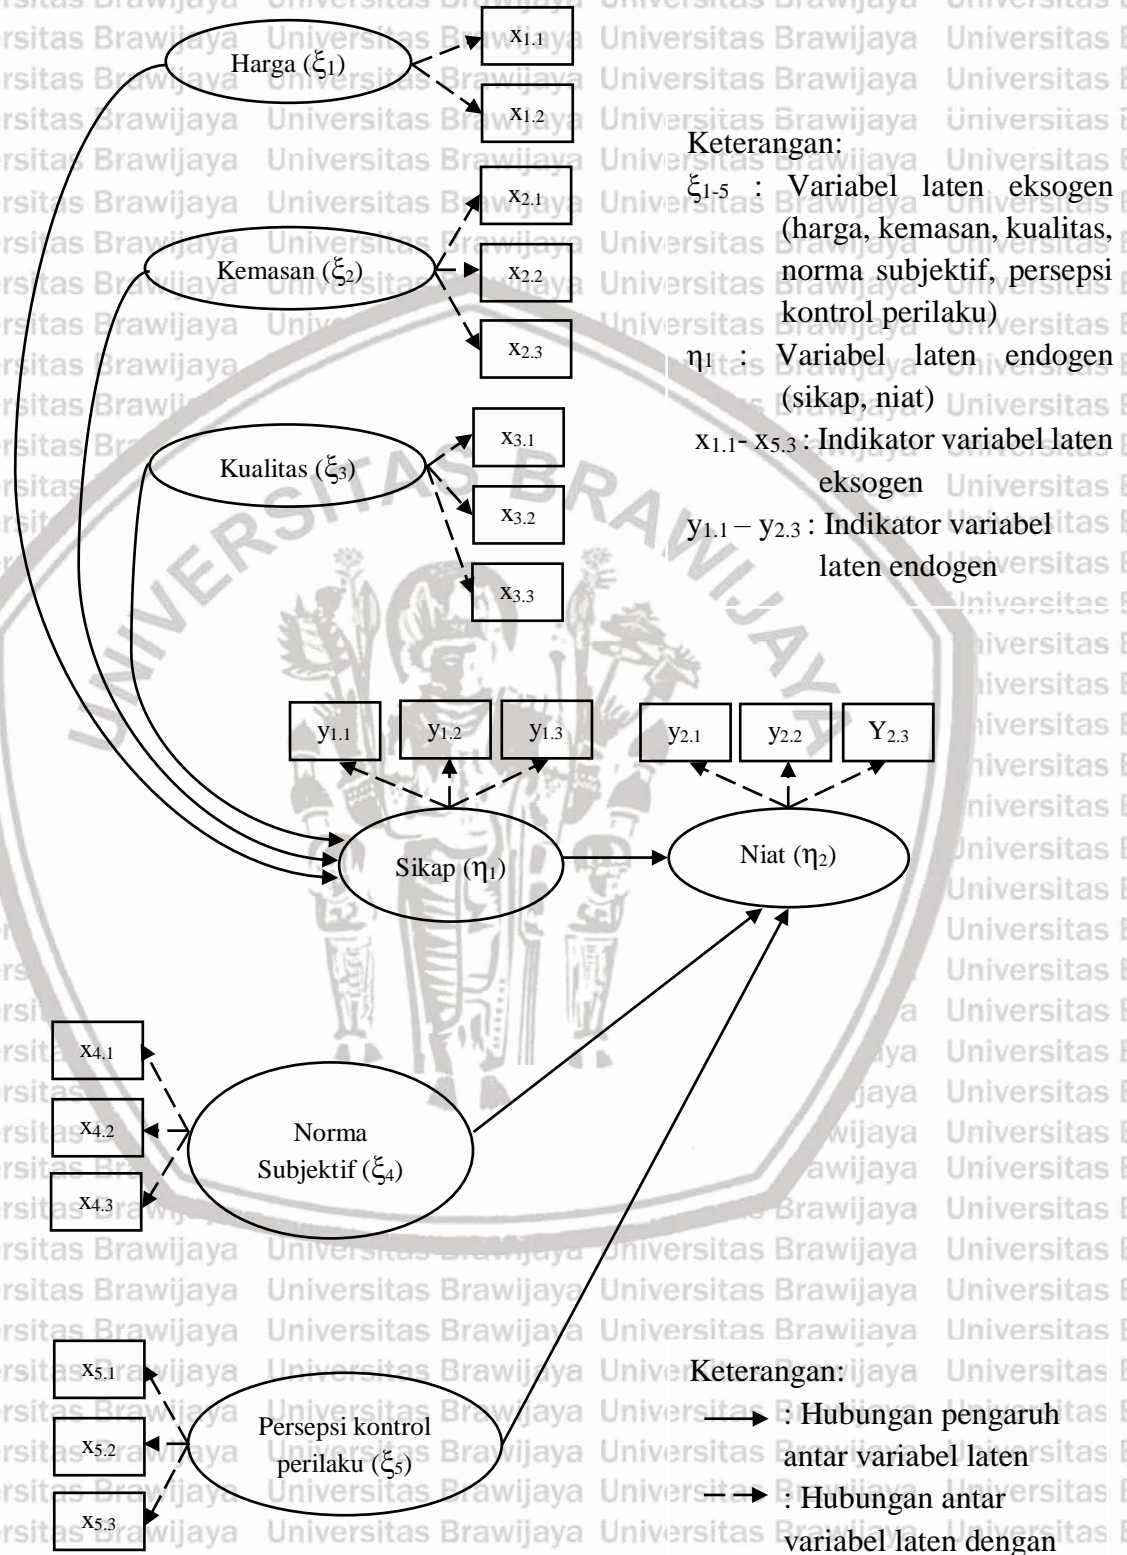 Harga (ξ1)
x1.1
x1.2
Kemasan (ξ2)
x2.1
x2.2
x2.3
Kualitas (ξ3)
x3.1
x3.2
x3.3
Keterangan:
ξ1-5 : Variabel laten eksogen
(harga, kemasan, kualitas,
norma subjektif, persepsi
kontrol perilaku)
η1 : Variabel laten endogen
(sikap, niat)
x1.1- x5.3 : Indikator variabel laten
eksogen
y1.1 – y2.3 : Indikator variabel
laten endogen
y1.1
y1.2
y1.3
y2.1
y2.2
Y2.3
Sikap (η1)
Niat (η2)
x4.1
x4.2
x4.3
Norma
Subjektif (ξ4)
x5.1
x5.2
x5.3
Persepsi kontrol
perilaku (ξ5)
Keterangan:
: Hubungan pengaruh
antar variabel laten
: Hubungan antar
variabel laten dengan
UNIVERSITAS BRAWIJAYA